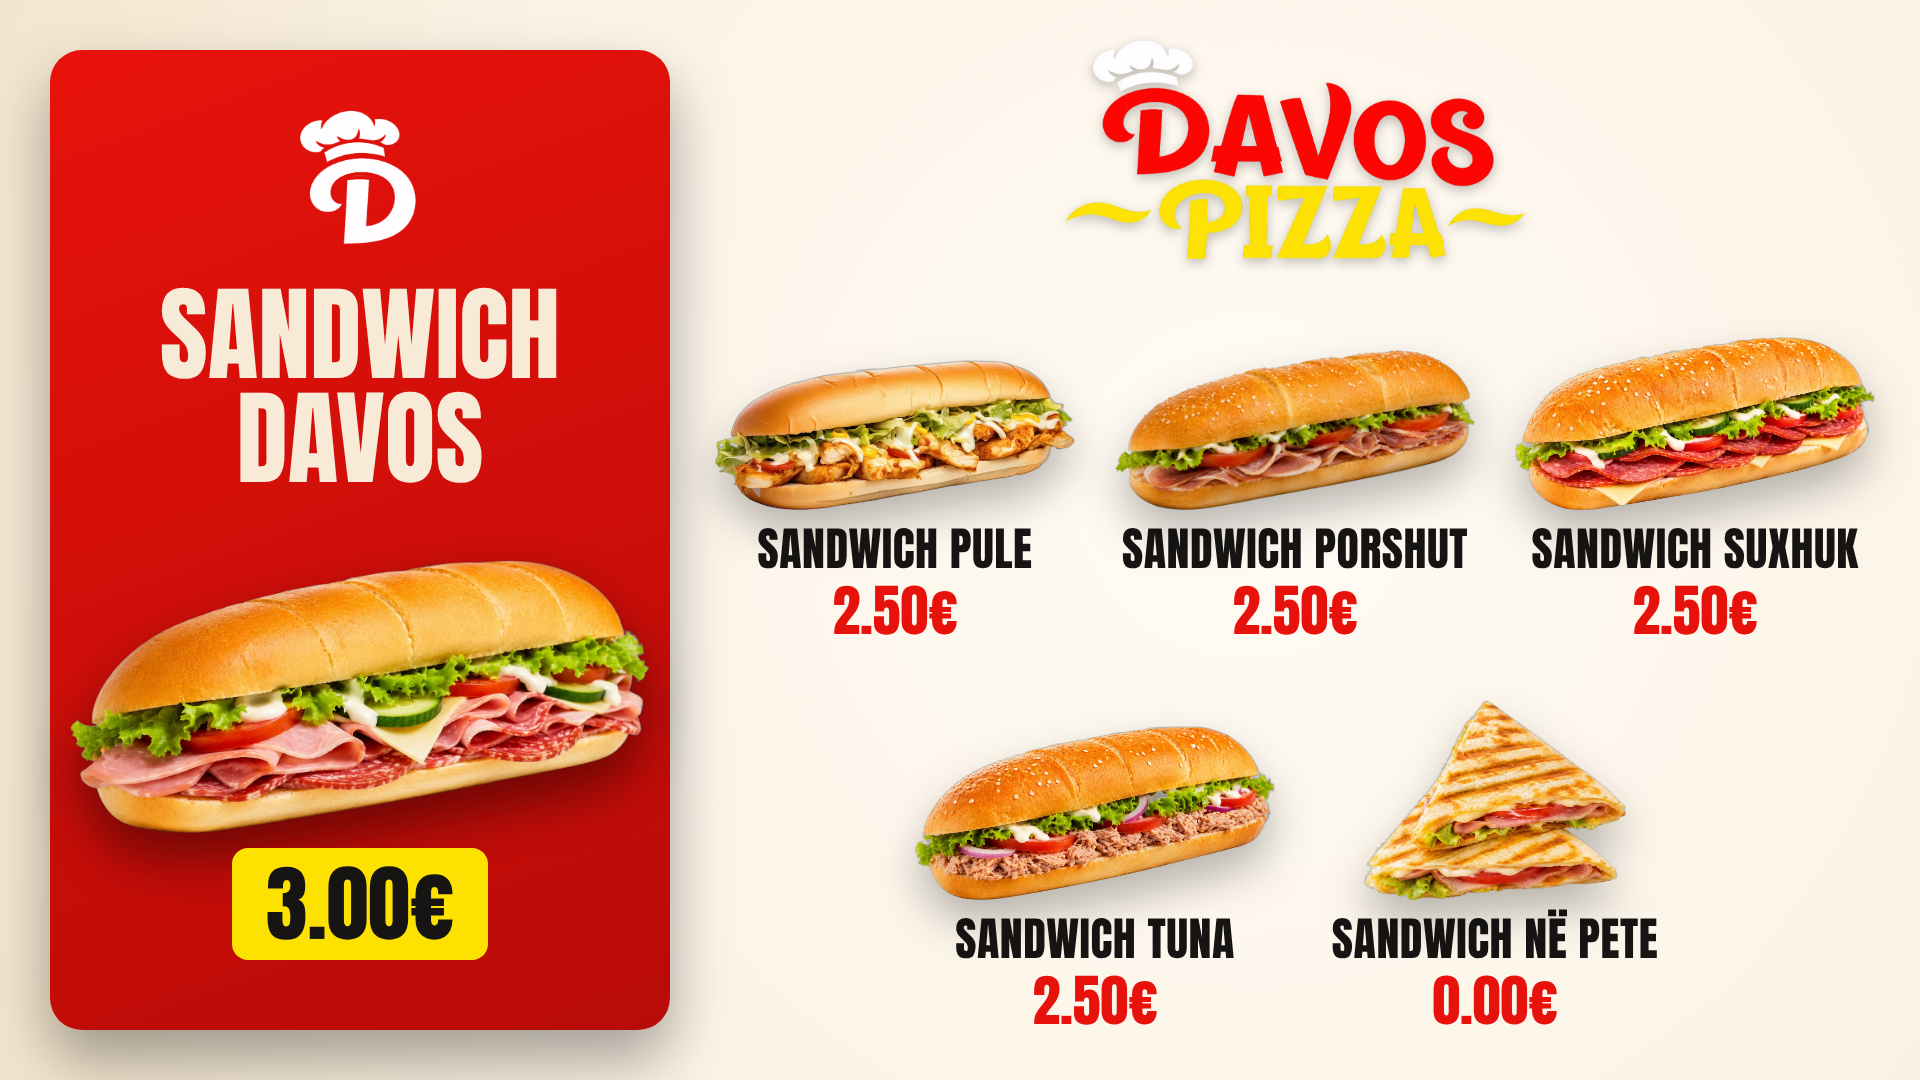 D
SANDWICH
DAVOS
3.00€
DAVOS
PIZZA
SANDWICH PULE
2.50€
SANDWICH PORSHUT
2.50€
SANDWICH SUXHUK
2.50€
SANDWICH TUNA
2.50€
SANDWICH NË PETE
0.00€